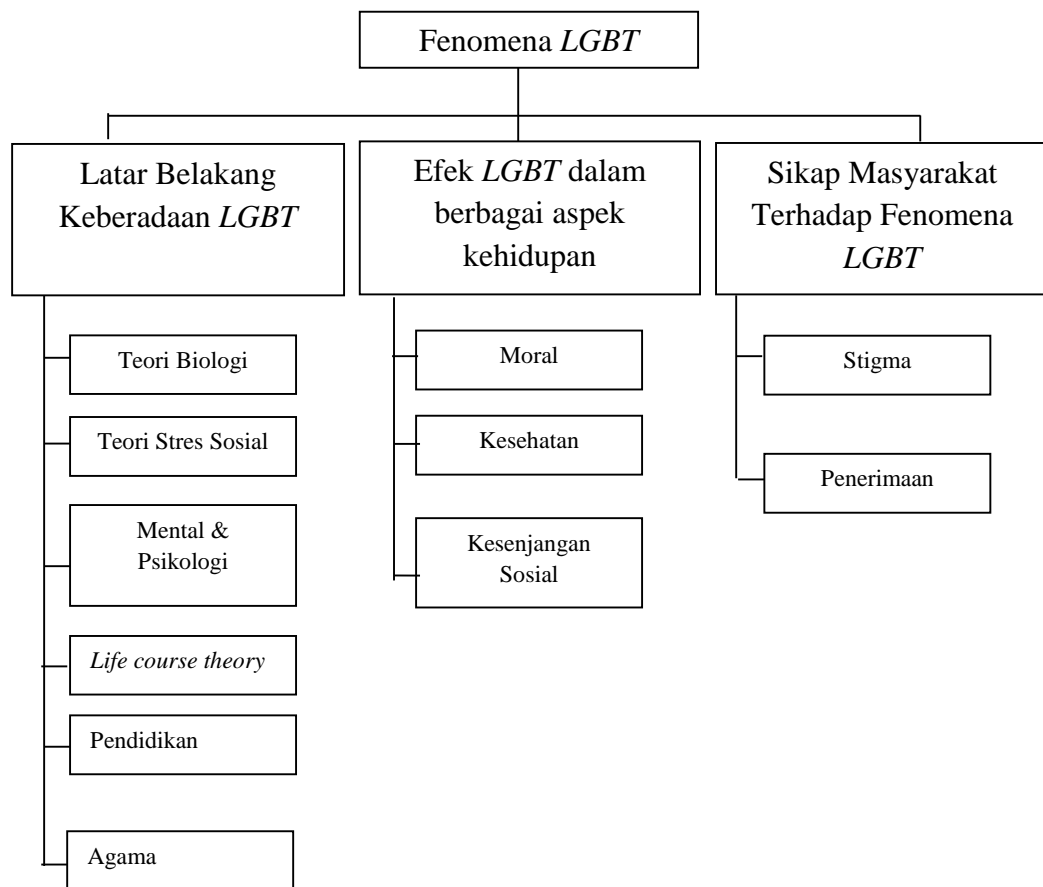 Fenomena LGBT
Latar Belakang
Keberadaan LGBT
Teori Biologi
Teori Stres Sosial
Mental &
Psikologi
Life course theory
Pendidikan
Agama
Efek LGBT dalam
berbagai aspek
kehidupan
Moral
Kesehatan
Kesenjangan
Sosial
Sikap Masyarakat
Terhadap Fenomena
LGBT
Stigma
Penerimaan